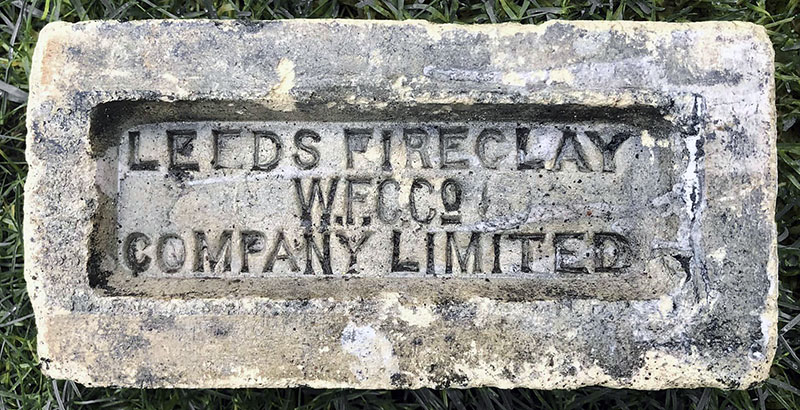 LEEDS FIRECLAY
W.F.C.Co
COMPANY LIMITED